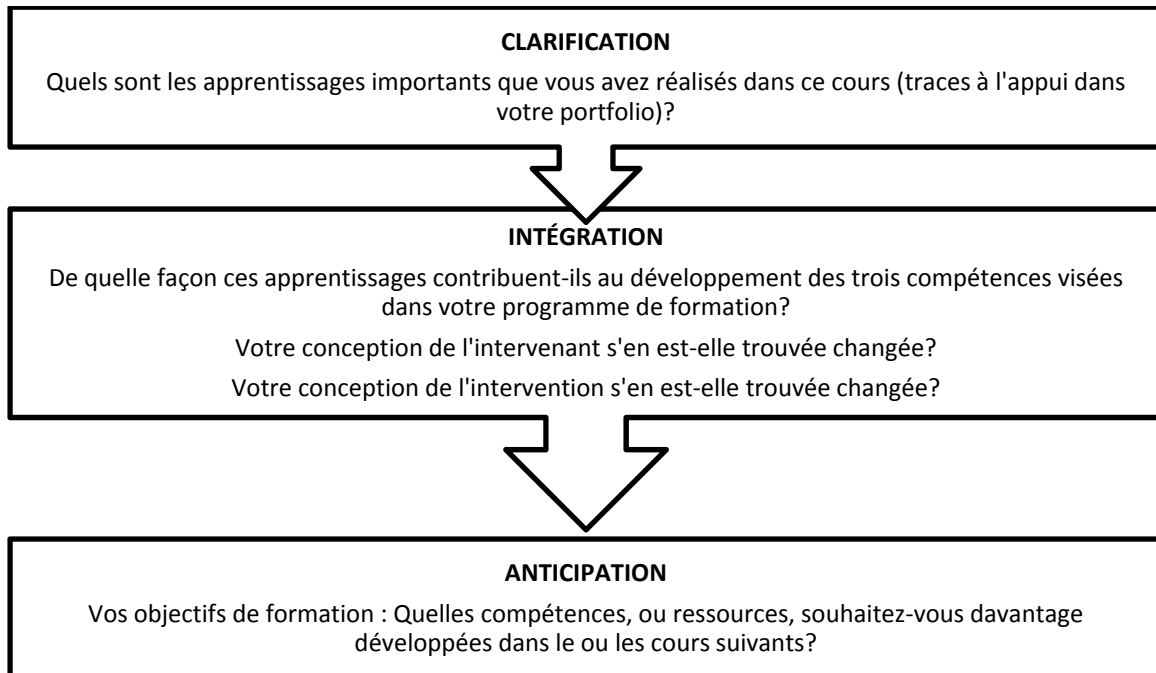 CLARIFICATION
Quels sont les apprentissages importants que vous avez réalisés dans ce cours (traces à l'appui dans
votre portfolio)?
INTÉGRATION
De quelle façon ces apprentissages contribuent-ils au développement des trois compétences visées
dans votre programme de formation?
Votre conception de l'intervenant s'en est-elle trouvée changée?
Votre conception de l'intervention s'en est-elle trouvée changée?
ANTICIPATION
Vos objectifs de formation : Quelles compétences, ou ressources, souhaitez-vous davantage
développées dans le ou les cours suivants?